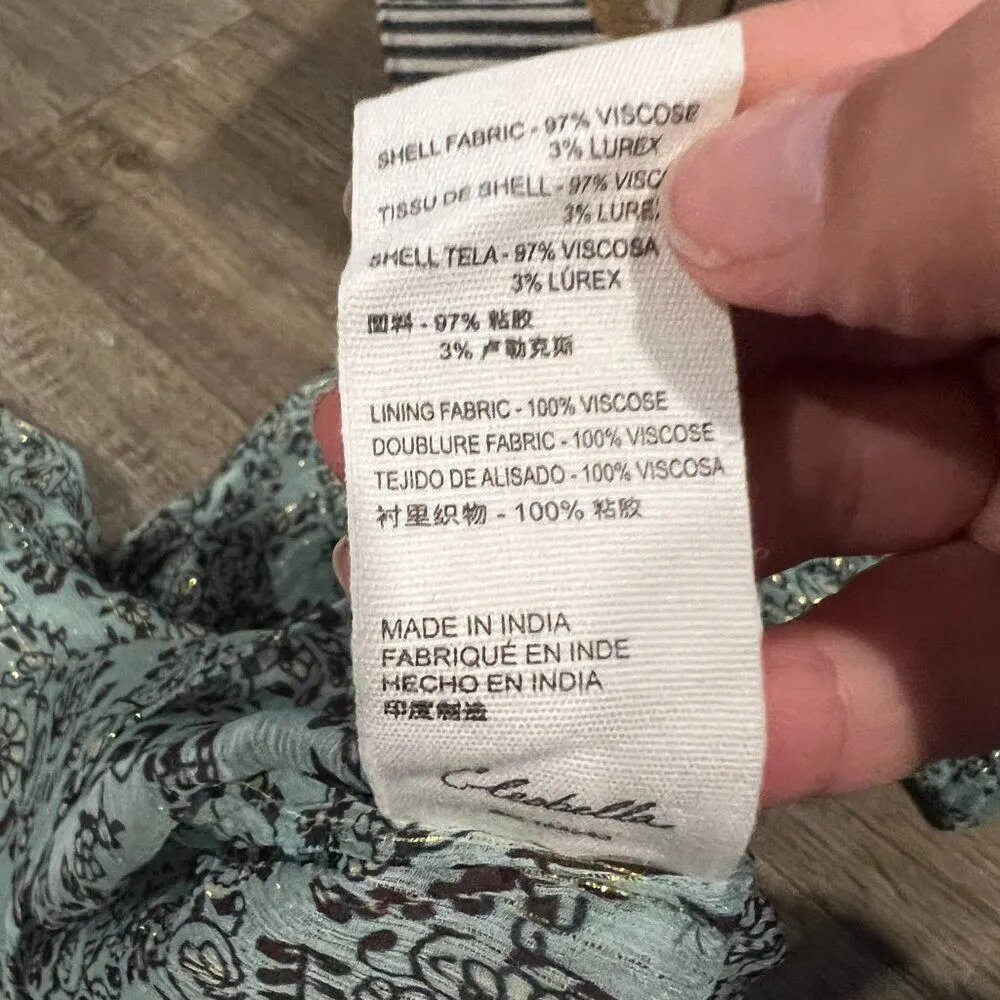 SHELL FABRIC - 97% VISCOSE
3% LUREX
TISSU DE SHELL - 97% VISC
3% LURE
SHELL TELA - 97% VISCOSA
3% LÚREX
面料 - 97% 粘胶
3% 卢勒克斯
LINING FABRIC - 100% VISCOSE
DOUBLURE FABRIC - 100% VISCOSE
TEJIDO DE ALISADO - 100% VISCOSA
衬里织物 - 100% 粘胶
MADE IN INDIA
FABRIQUÉ EN INDE
HECHO EN INDIA
印度制造